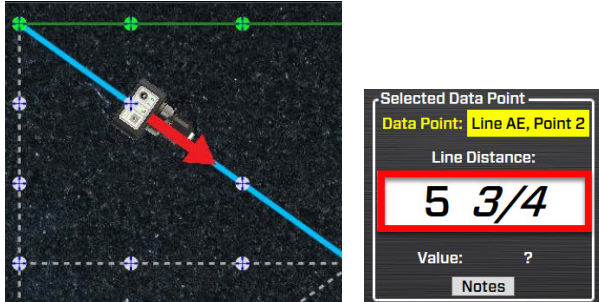 Selected Data Point
Data Point: Line AE, Point 2
Line Distance:
5 3/4
Value: ?
Notes